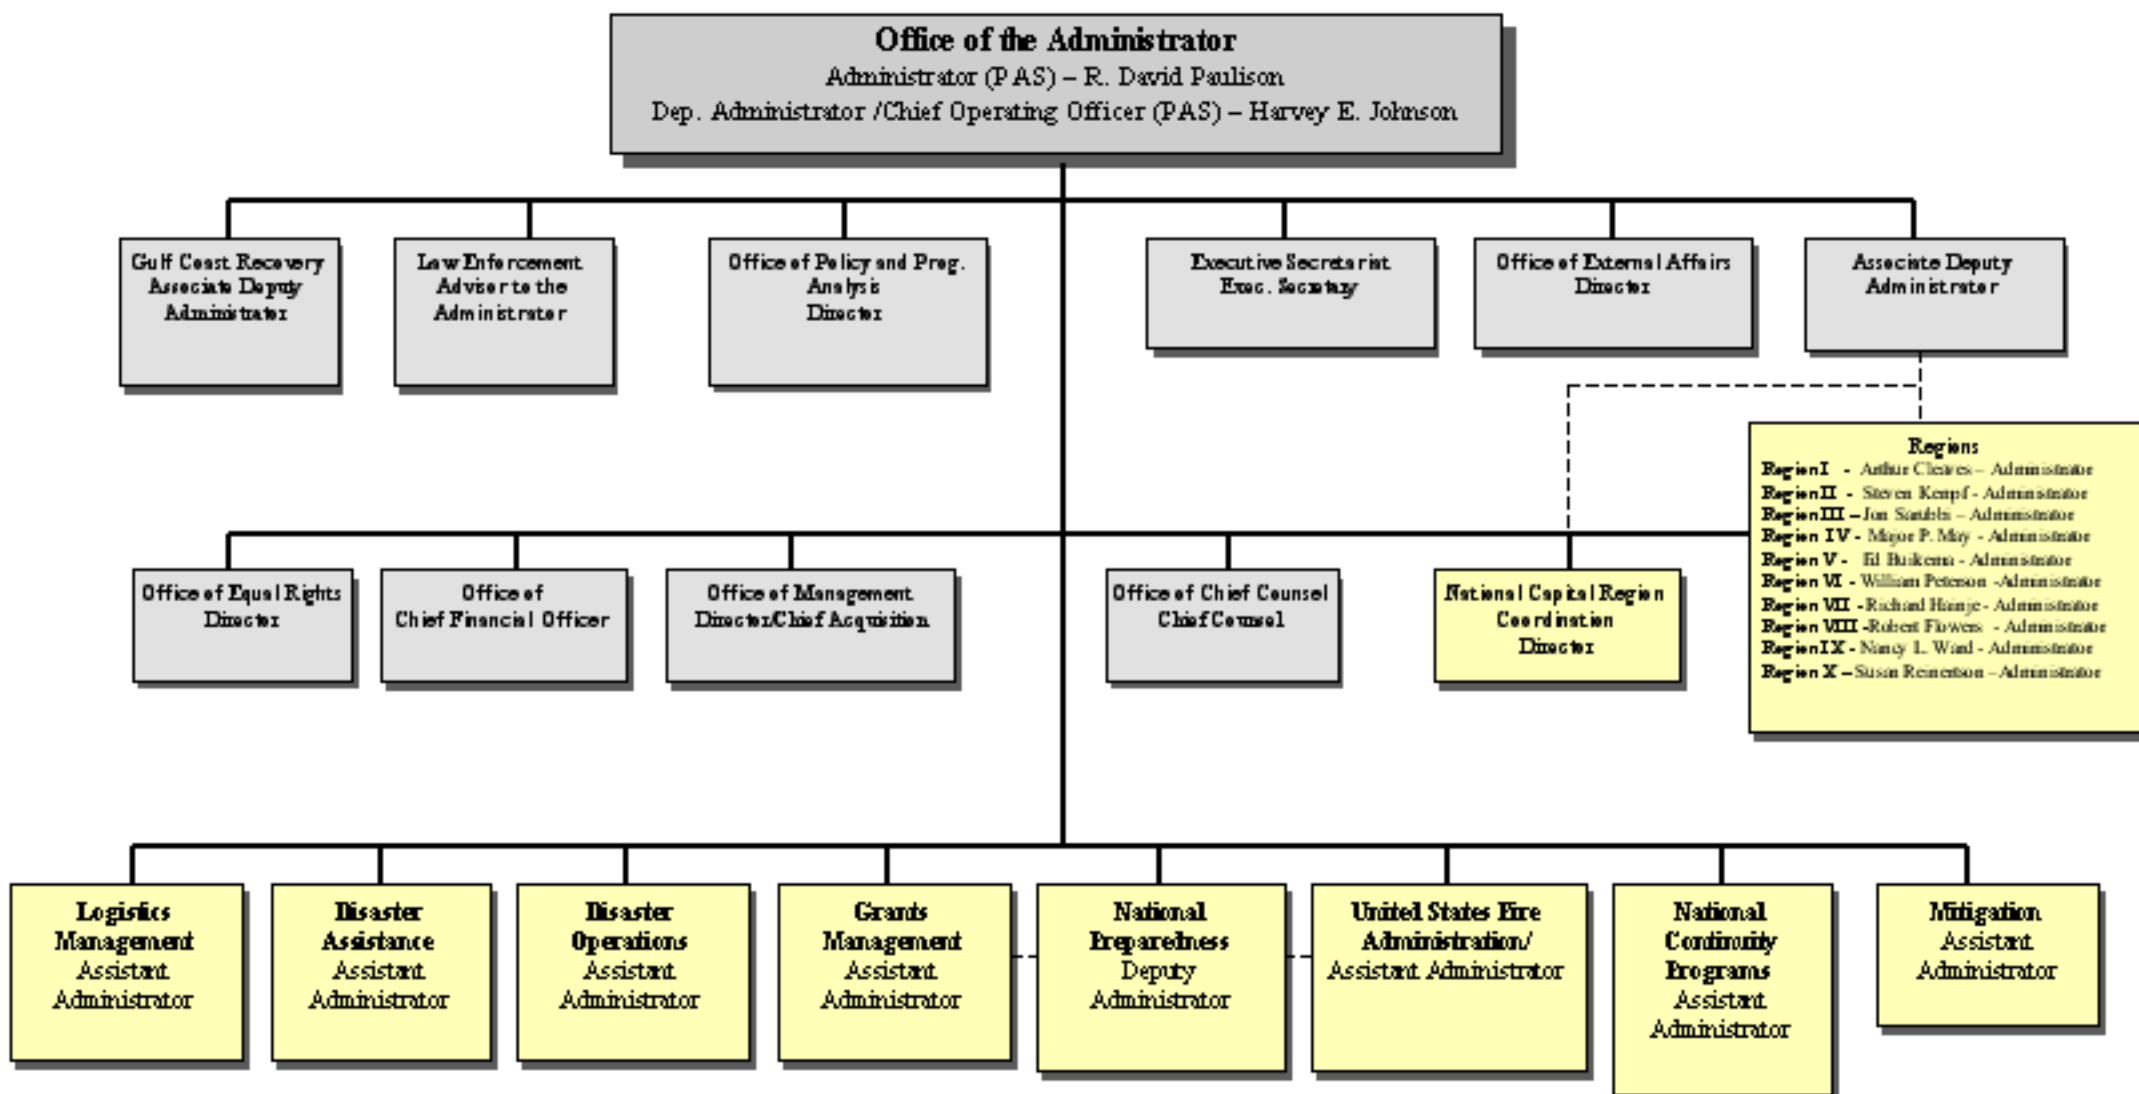 Office of the Administrator
Administrator (PAS) – R. David Paulison
Dep. Administrator /Chief Operating Officer (PAS) – Harvey E. Johnson
Gulf Coast Recovery
Associate Deputy
Administrator
Law Enforcement
Advisor to the
Administrator
Office of Policy and Prog.
Analysis
Director
Executive Secretariat
Exec. Secretary
Office of External Affairs
Director
Associate Deputy
Administrator
Regions
Region I - Arthur Cleaves – Administrator
Region II - Steven Kempf - Administrator
Region III – Jon Sarubbi – Administrator
Region IV - Major P. May - Administrator
Region V - Ed Buikema - Administrator
Region VI - William Peterson -Administrator
Region VII -Richard Hainje - Administrator
Region VIII -Robert Flowers - Administrator
Region IX - Nancy L. Ward - Administrator
Region X – Susan Reinertson – Administrator
Office of Equal Rights
Director
Office of
Chief Financial Officer
Office of Management
Director/Chief Acquisition
Office of Chief Counsel
Chief Counsel
National Capital Region
Coordination
Director
Logistics
Management
Assistant
Administrator
Disaster
Assistance
Assistant
Administrator
Disaster
Operations
Assistant
Administrator
Grants
Management
Assistant
Administrator
National
Preparedness
Deputy
Administrator
United States Fire
Administration/
Assistant Administrator
National
Continuity
Programs
Assistant
Administrator
Mitigation
Assistant
Administrator